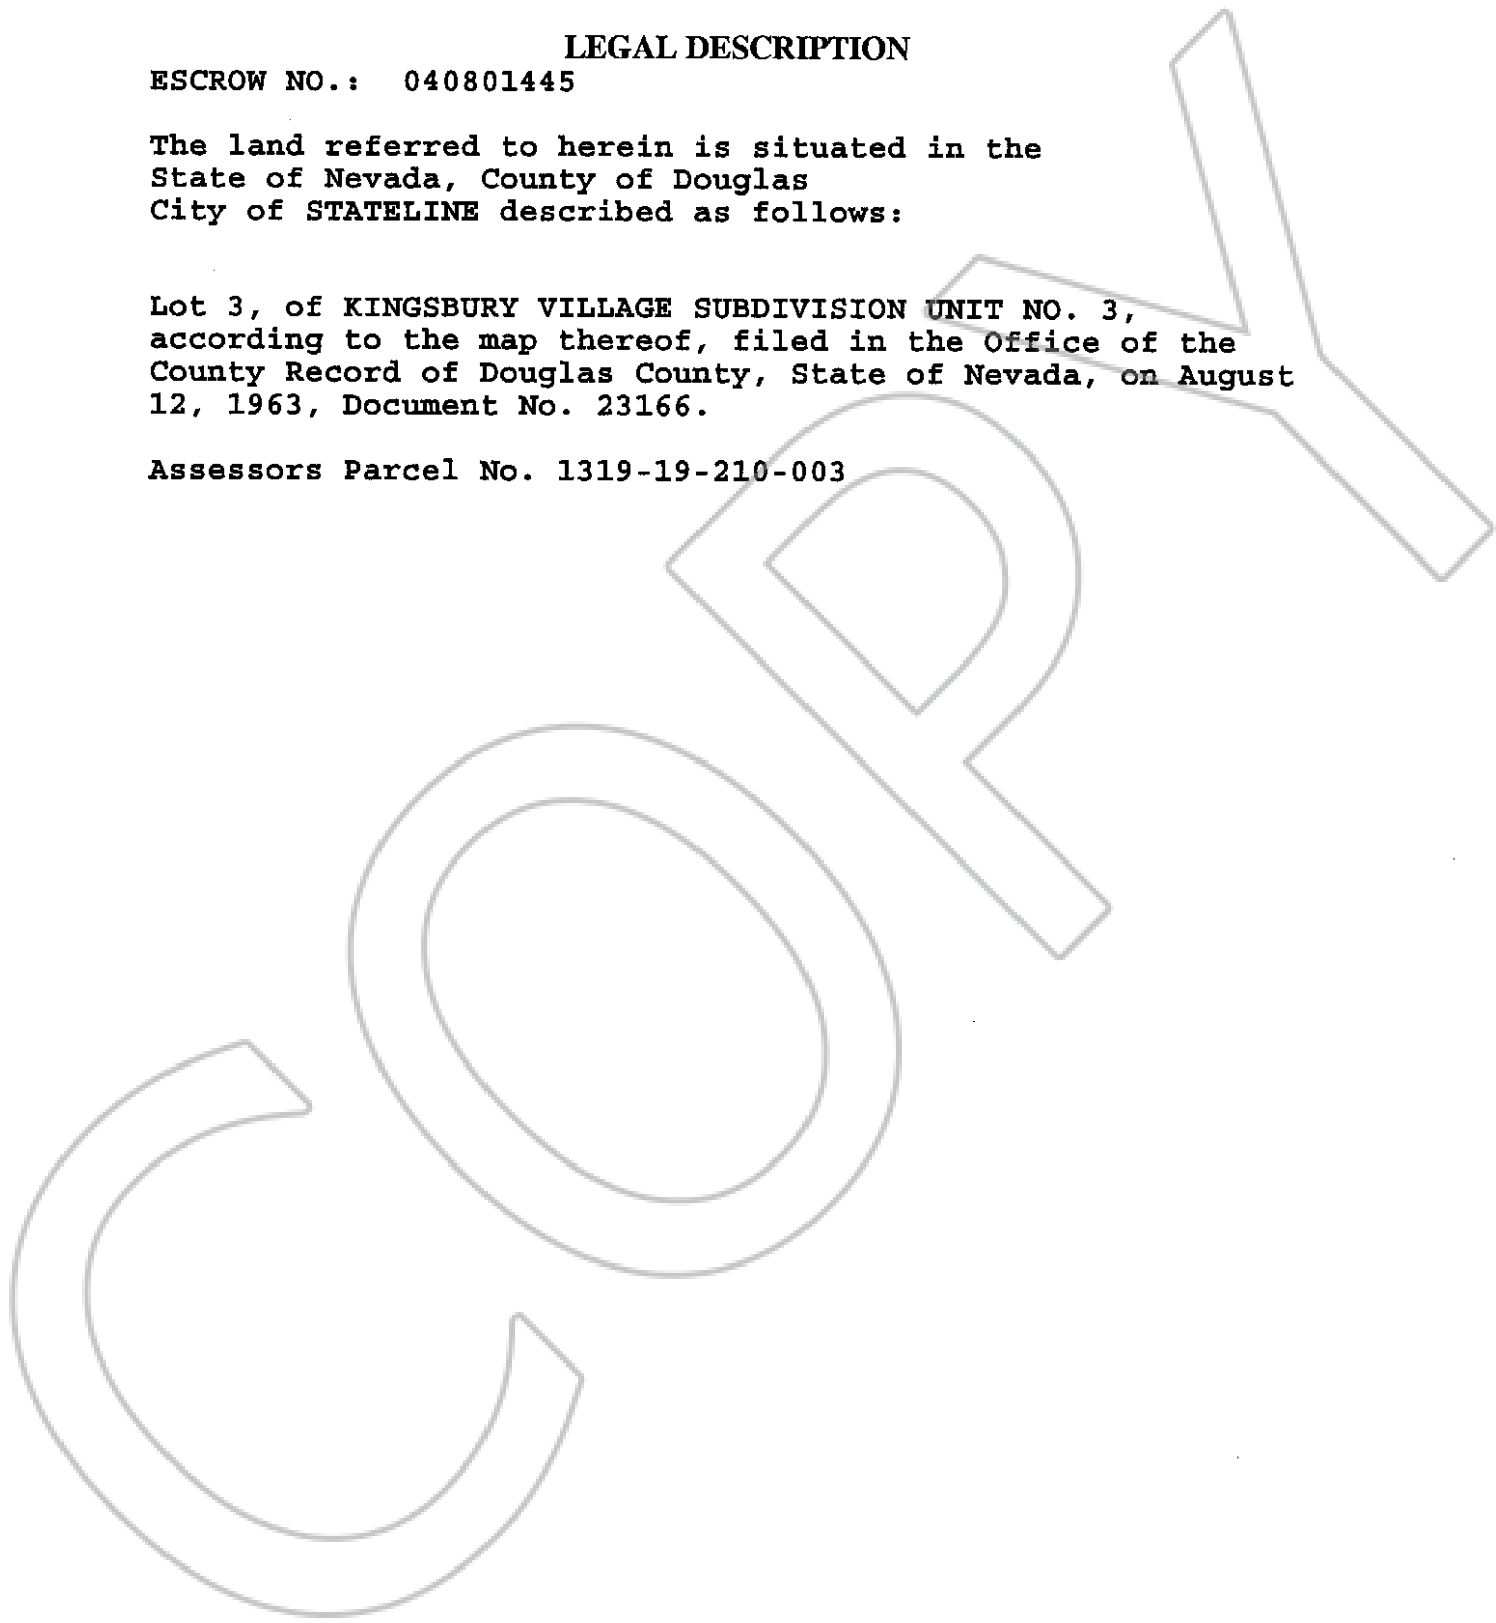 LEGAL DESCRIPTION
ESCROW NO.: 040801445
The land referred to herein is situated in the
State of Nevada, County of Douglas
City of STATELINE described as follows:
Lot 3, of KINGSBURY VILLAGE SUBDIVISION UNIT NO. 3,
according to the map thereof, filed in the Office of the
County Record of Douglas County, State of Nevada, on August
12, 1963, Document No. 23166.
Assessors Parcel No. 1319-19-210-003
COPY